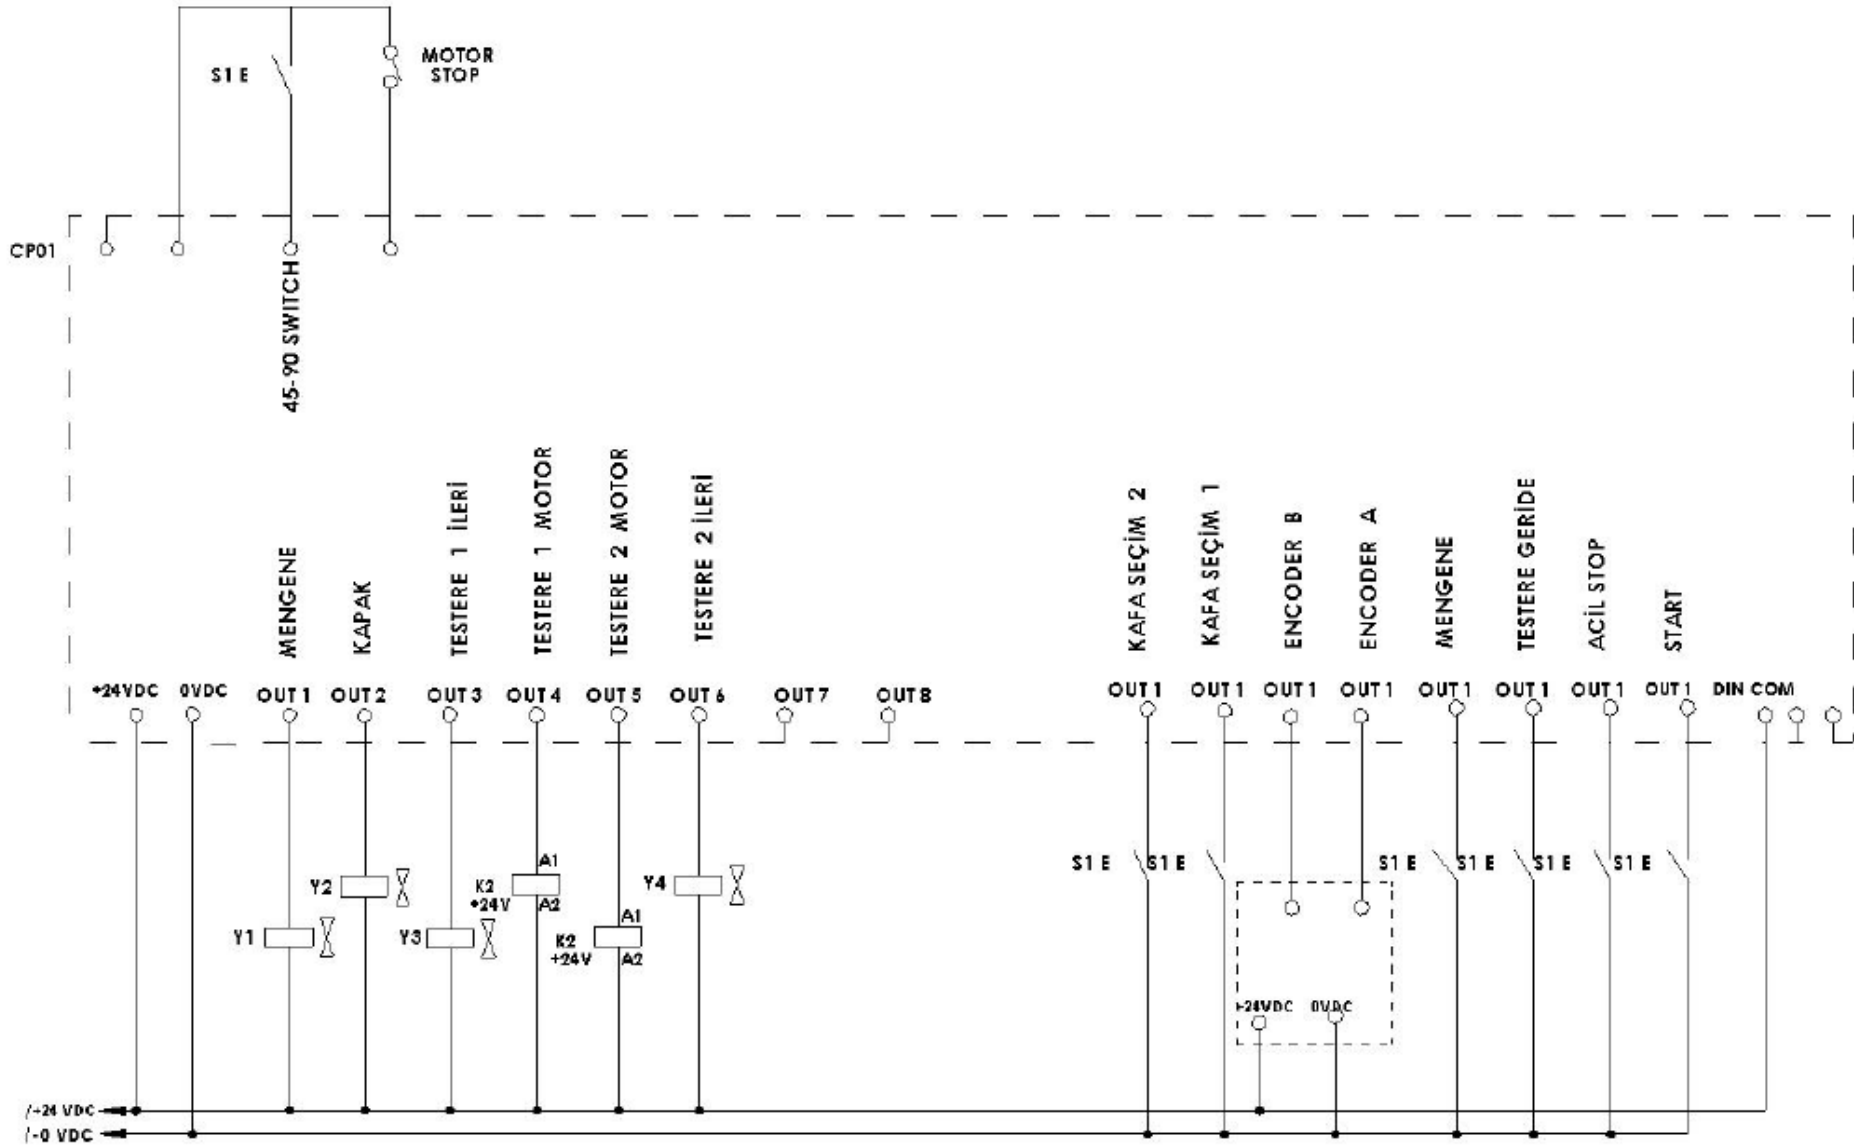 S1 E
MOTOR
STOP
CP01
45-90 SWITCH
MENGENE
KAPAK
TESTERE 1 İLERİ
TESTERE 1 MOTOR
TESTERE 2 MOTOR
TESTERE 2 İLERİ
KAFA SEÇİM 2
KAFA SEÇİM 1
ENCODER B
ENCODER A
MENGENE
TESTERE GERİDE
ACİL STOP
START
+24VDC
0VDC
OUT 1
OUT 2
OUT 3
OUT 4
OUT 5
OUT 6
OUT 7
OUT 8
OUT 1
OUT 1
OUT 1
OUT 1
OUT 1
OUT 1
OUT 1
OUT 1
DIN COM
Y1
Y2
Y3
K2
+24V
A1
A2
K2
+24V
A1
A2
Y4
S1 E
S1 E
S1 E
S1 E
S1 E
S1 E
+24VDC
0VDC
/+24 VDC
/-0 VDC